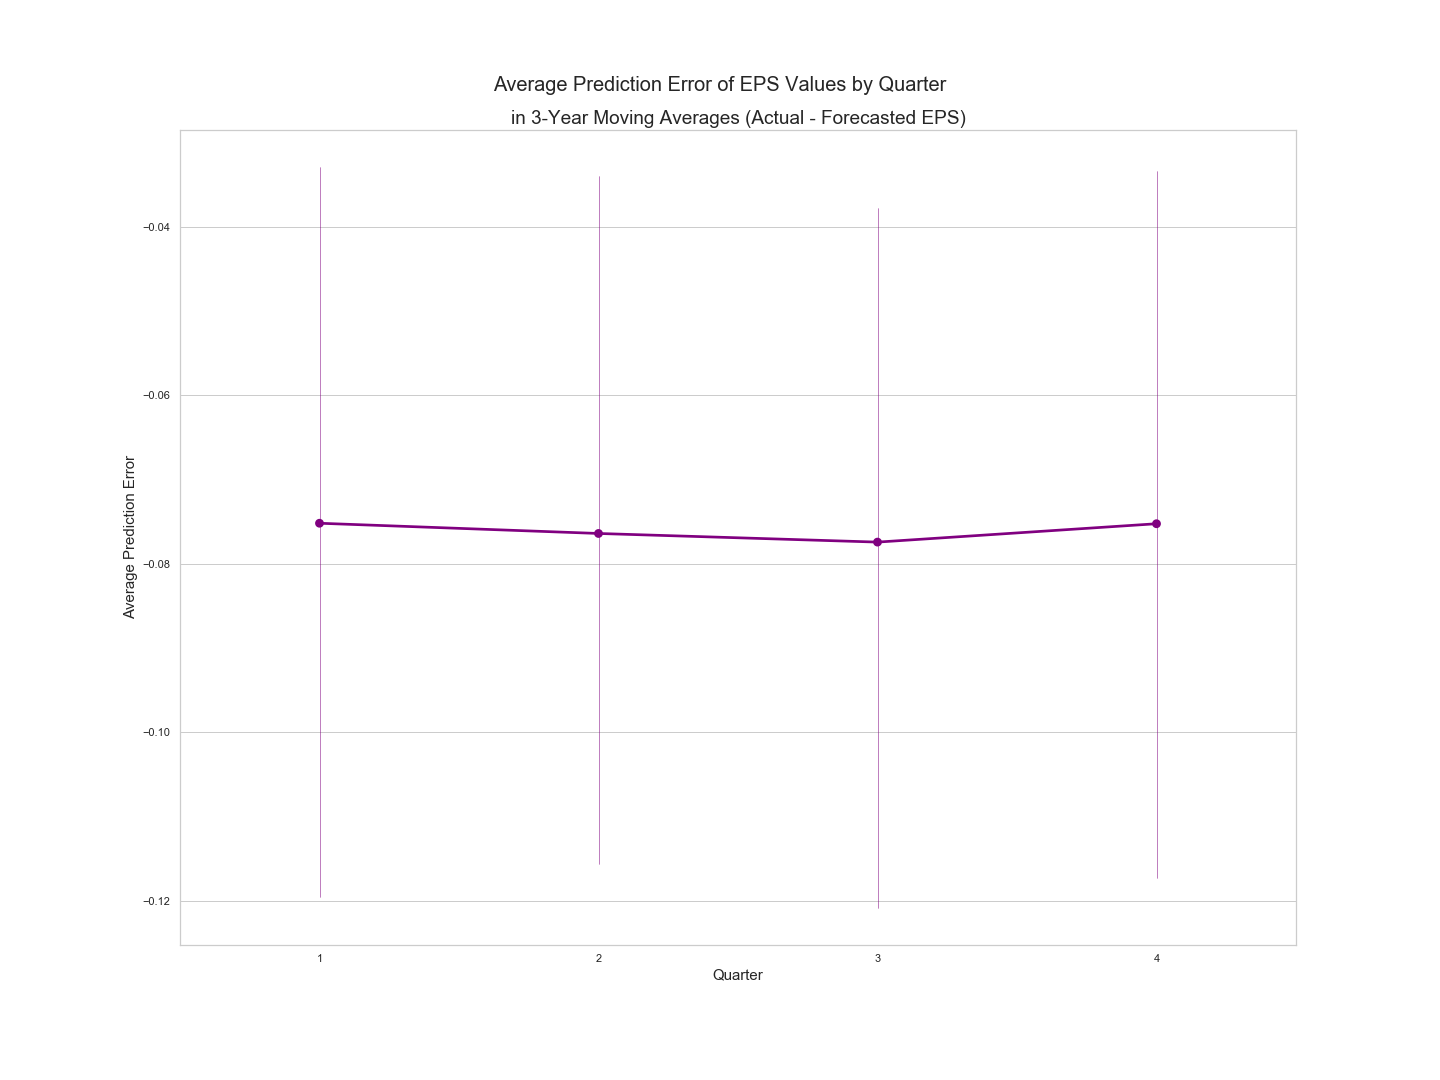 Average Prediction Error of EPS Values by Quarter
in 3-Year Moving Averages (Actual - Forecasted EPS)
−0.04
−0.06
−0.08
−0.10
−0.12
Average Prediction Error
1 2 3 4
Quarter